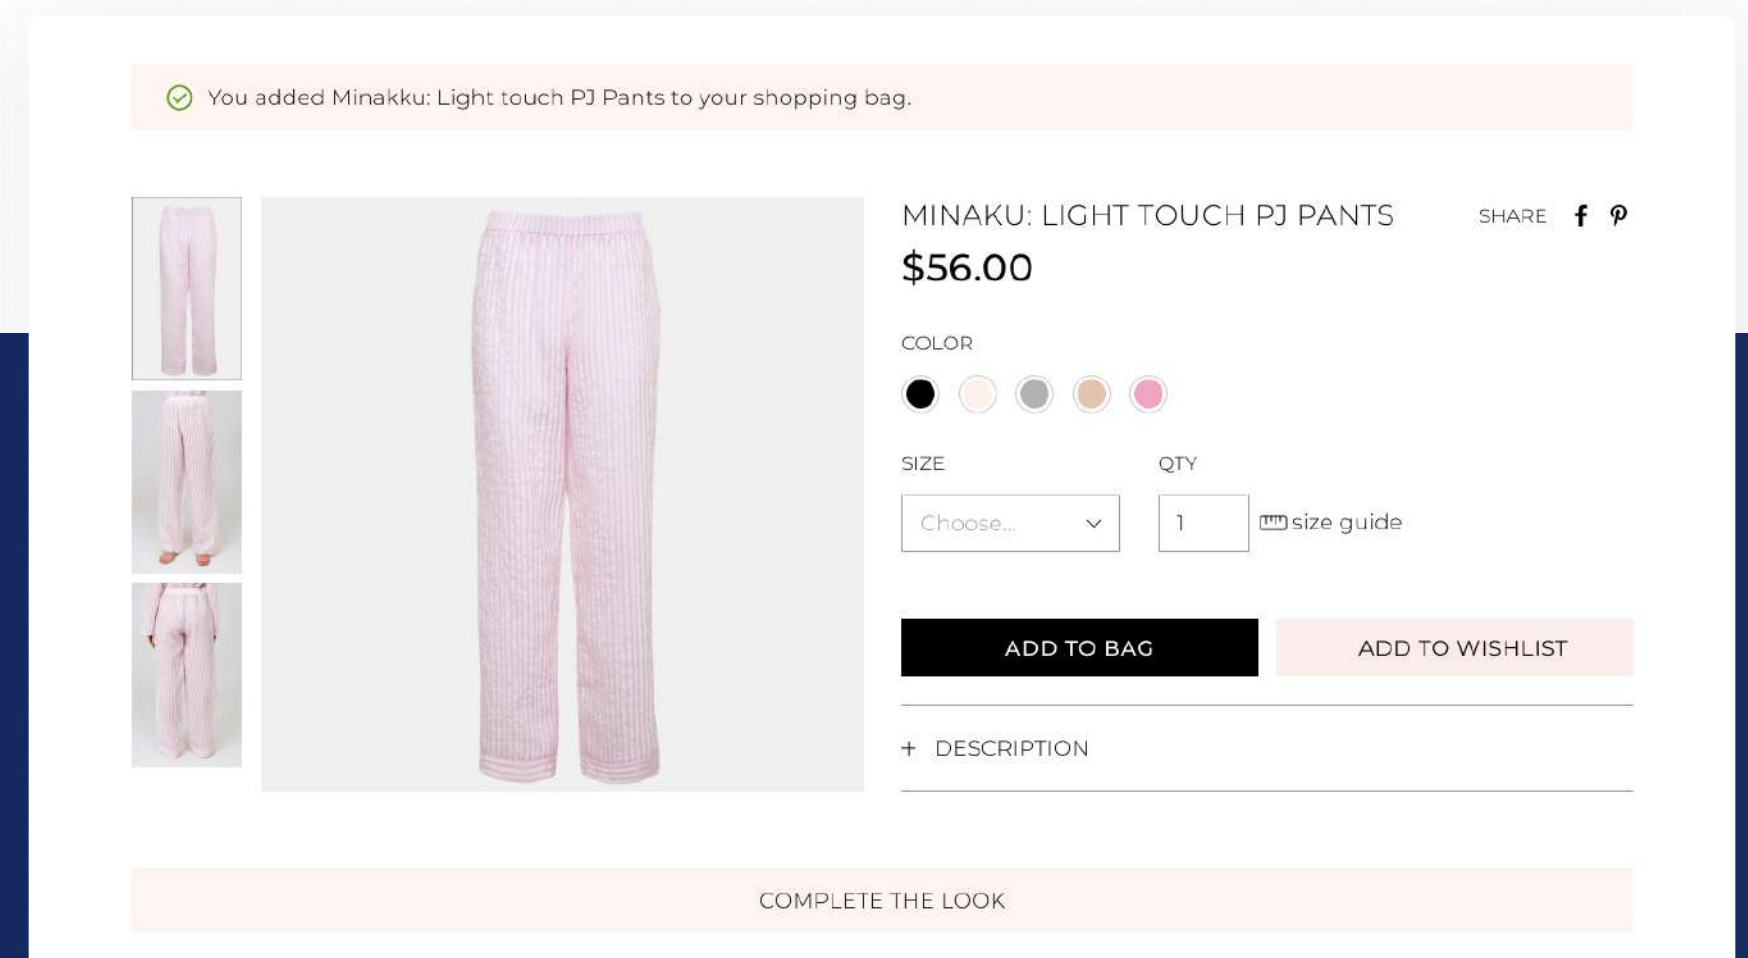 You added Minakku: Light touch PJ Pants to your shopping bag.
MINAKU: LIGHT TOUCH PJ PANTS
SHARE
$56.00
COLOR
SIZE
QTY
Choose...
1
size guide
ADD TO BAG
ADD TO WISHLIST
+ DESCRIPTION
COMPLETE THE LOOK